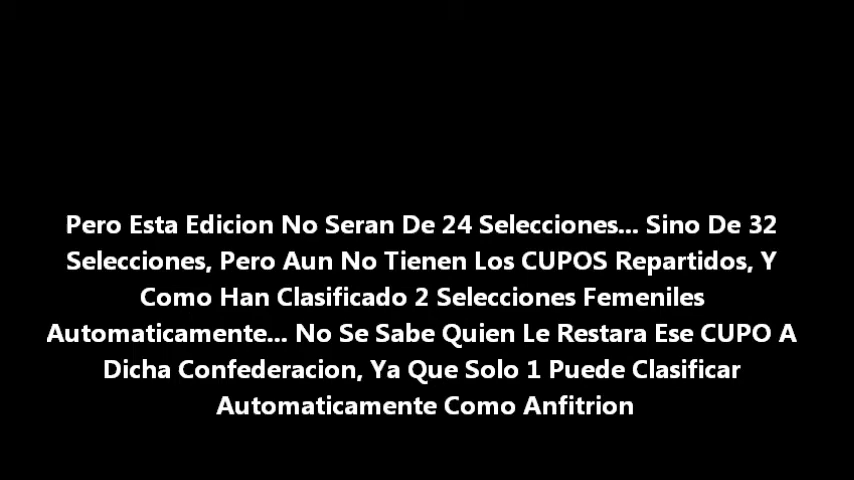 Pero Esta Edicion No Seran De 24 Selecciones... Sino De 32
Selecciones, Pero Aun No Tienen Los CUPOS Repartidos, Y
Como Han Clasificado 2 Selecciones Femeniles
Automaticamente... No Se Sabe Quien Le Restara Ese CUPO A
Dicha Confederacion, Ya Que Solo 1 Puede Clasificar
Automaticamente Como Anfitrion